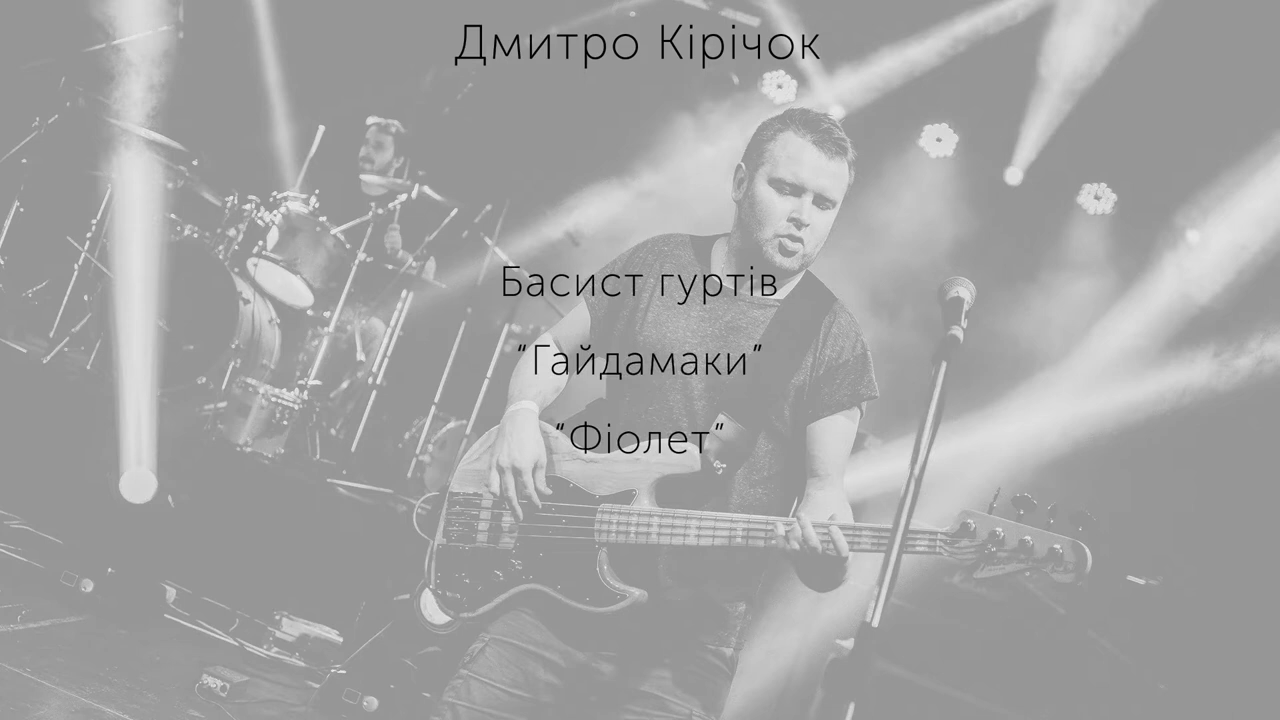 Дмитро Кірічок
Басист гуртів
“Гайдамаки”
“Фіолет”